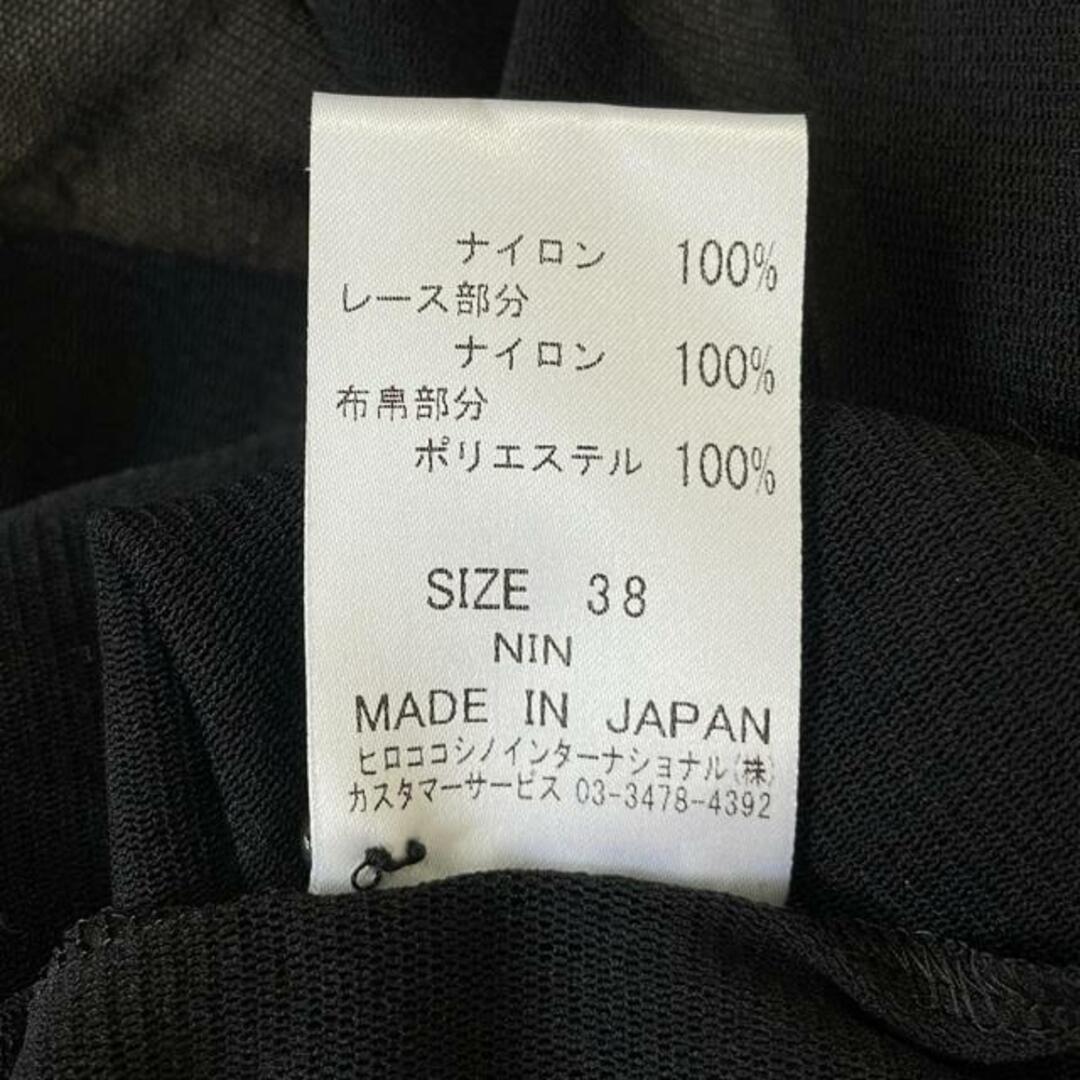 ナイロン 100%
レース部分
ナイロン 100%
布帛部分
ポリエステル 100%
SIZE 38
NIN
MADE IN JAPAN
ヒロココシノインターナショナル(株)
カスタマーサービス 03-3478-4392